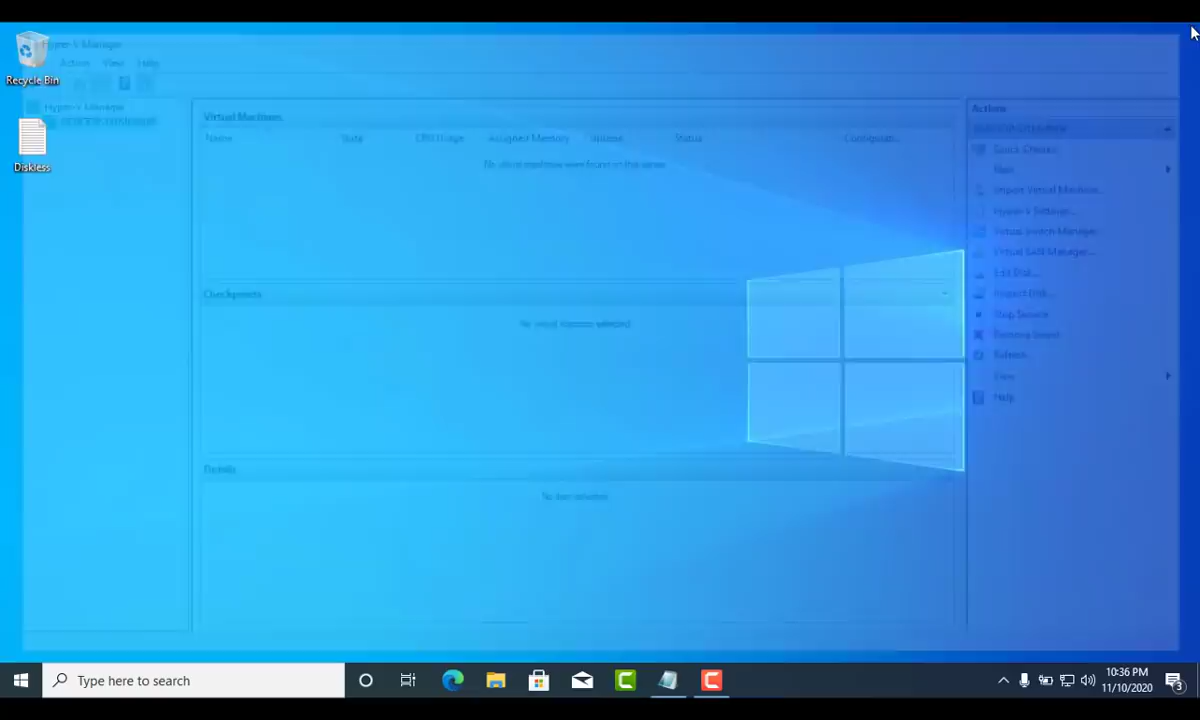 Recycle Bin
Diskless
Hyper-V Manager
Action View Help
Hyper-V Manager
Virtual Machines
Name State CPU Usage Assigned Memory Uptime Status Configurat...
No virtual machines were found on this server.
Checkpoints
No virtual machine selected.
Details
No item selected.
Actions
Quick Create...
New
Import Virtual Machine...
Hyper-V Settings...
Virtual Switch Manager...
Virtual SAN Manager...
Edit Disk...
Inspect Disk...
Stop Service
Remove Server
Refresh
View
Help
Type here to search
10:36 PM
11/10/2020
3